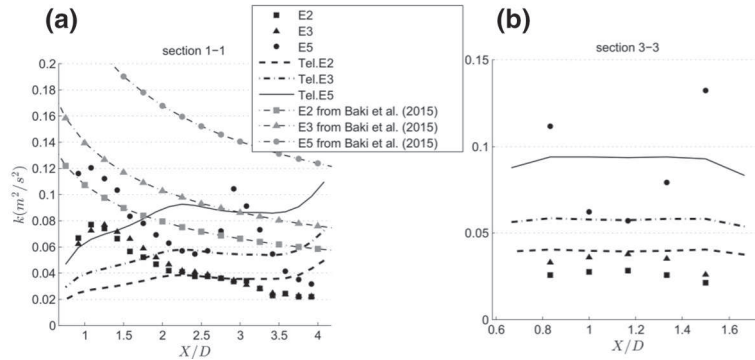 (a)
section 1−1
E2
E3
E5
Tel.E2
Tel.E3
Tel.E5
E2 from Baki et al. (2015)
E3 from Baki et al. (2015)
E5 from Baki et al. (2015)
0.2
0.18
0.16
0.14
0.12
0.1
0.08
0.06
0.04
0.02
0
k(m²/s²)
1 1.5 2 2.5 3 3.5 4
X/D
(b)
section 3−3
0.15
0.1
0.05
0
0.6 0.8 1 1.2 1.4 1.6
X/D